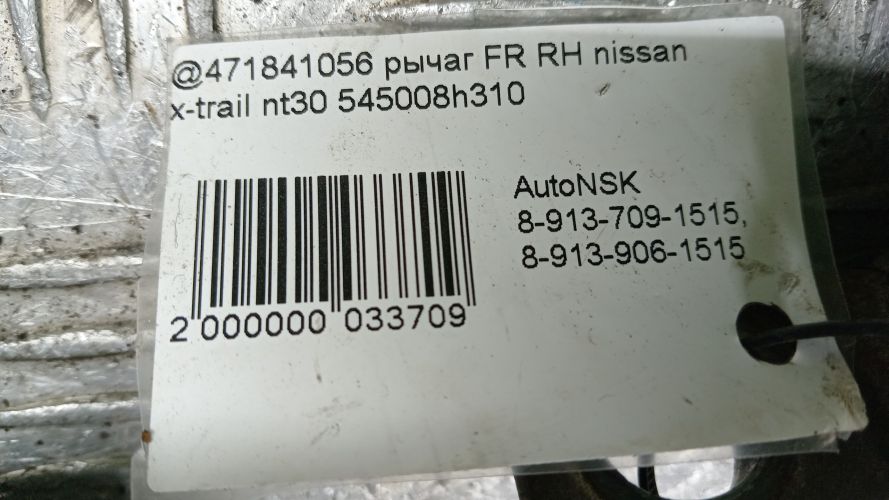 @471841056 рычаг FR RH nissan
x-trail nt30 545008h310
AutoNSK
8-913-709-1515,
8-913-906-1515
2 000000 033709